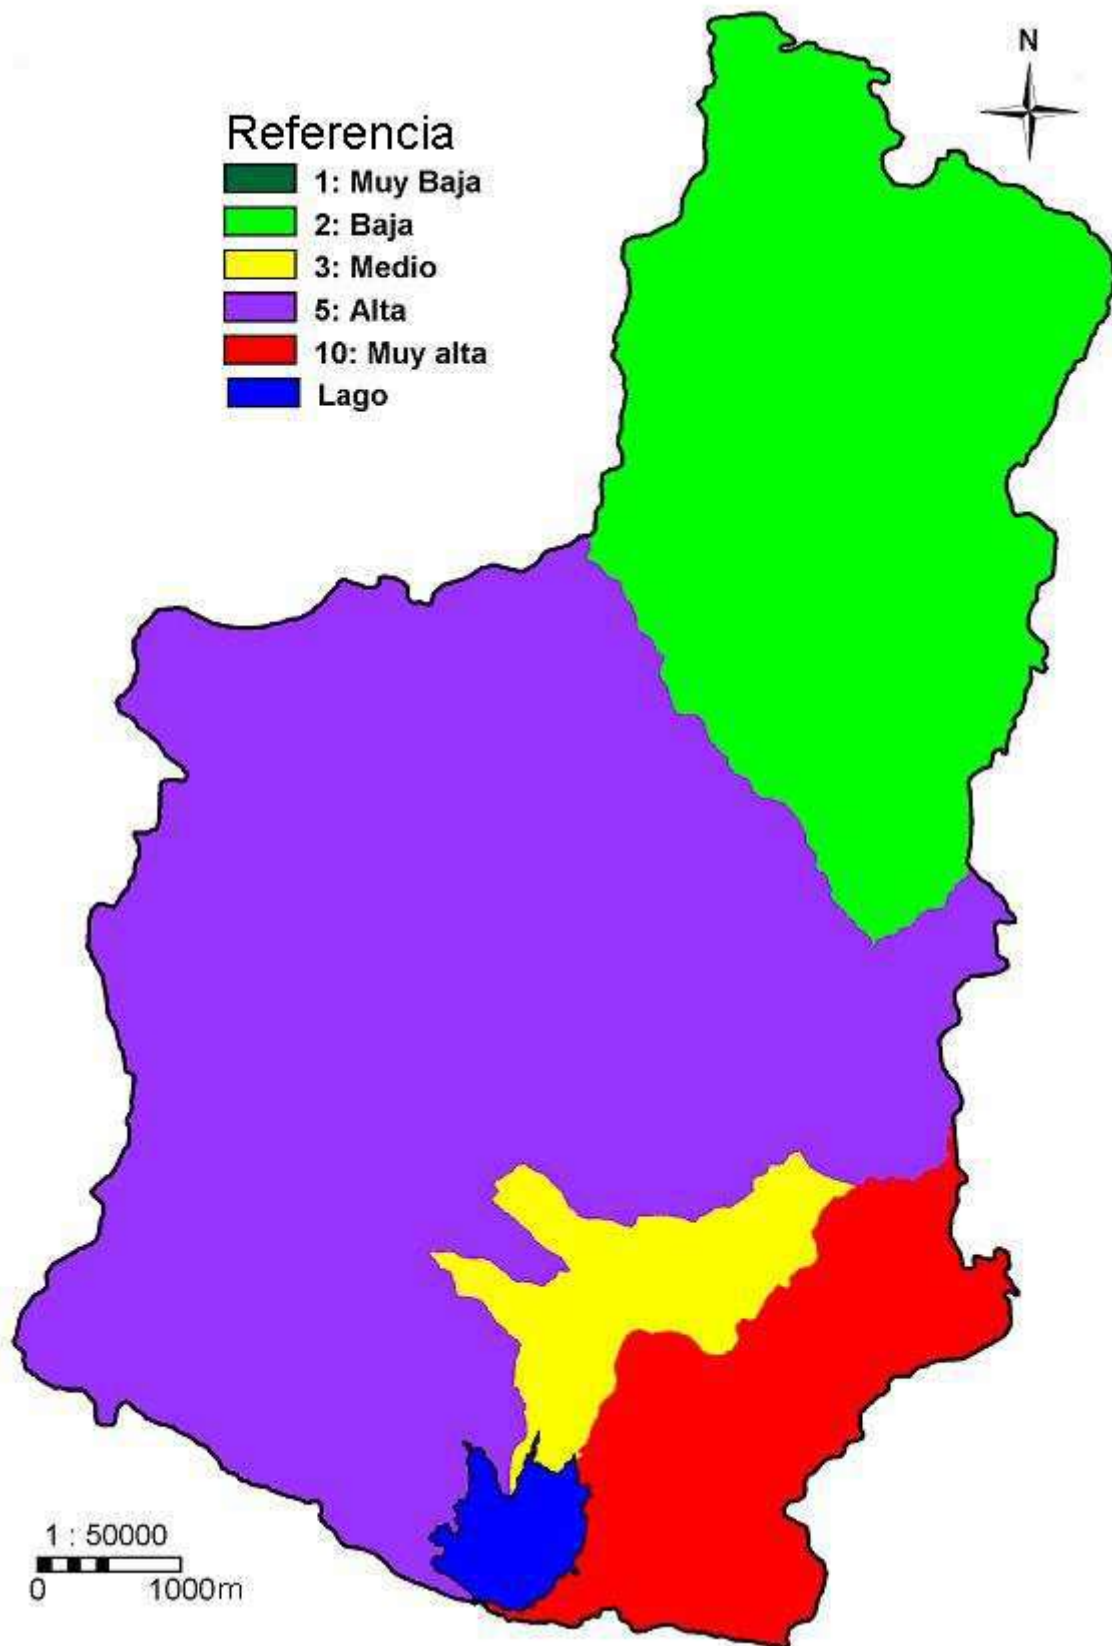 N
Referencia
1: Muy Baja
2: Baja
3: Medio
5: Alta
10: Muy alta
Lago
1 : 50000
0 1000m